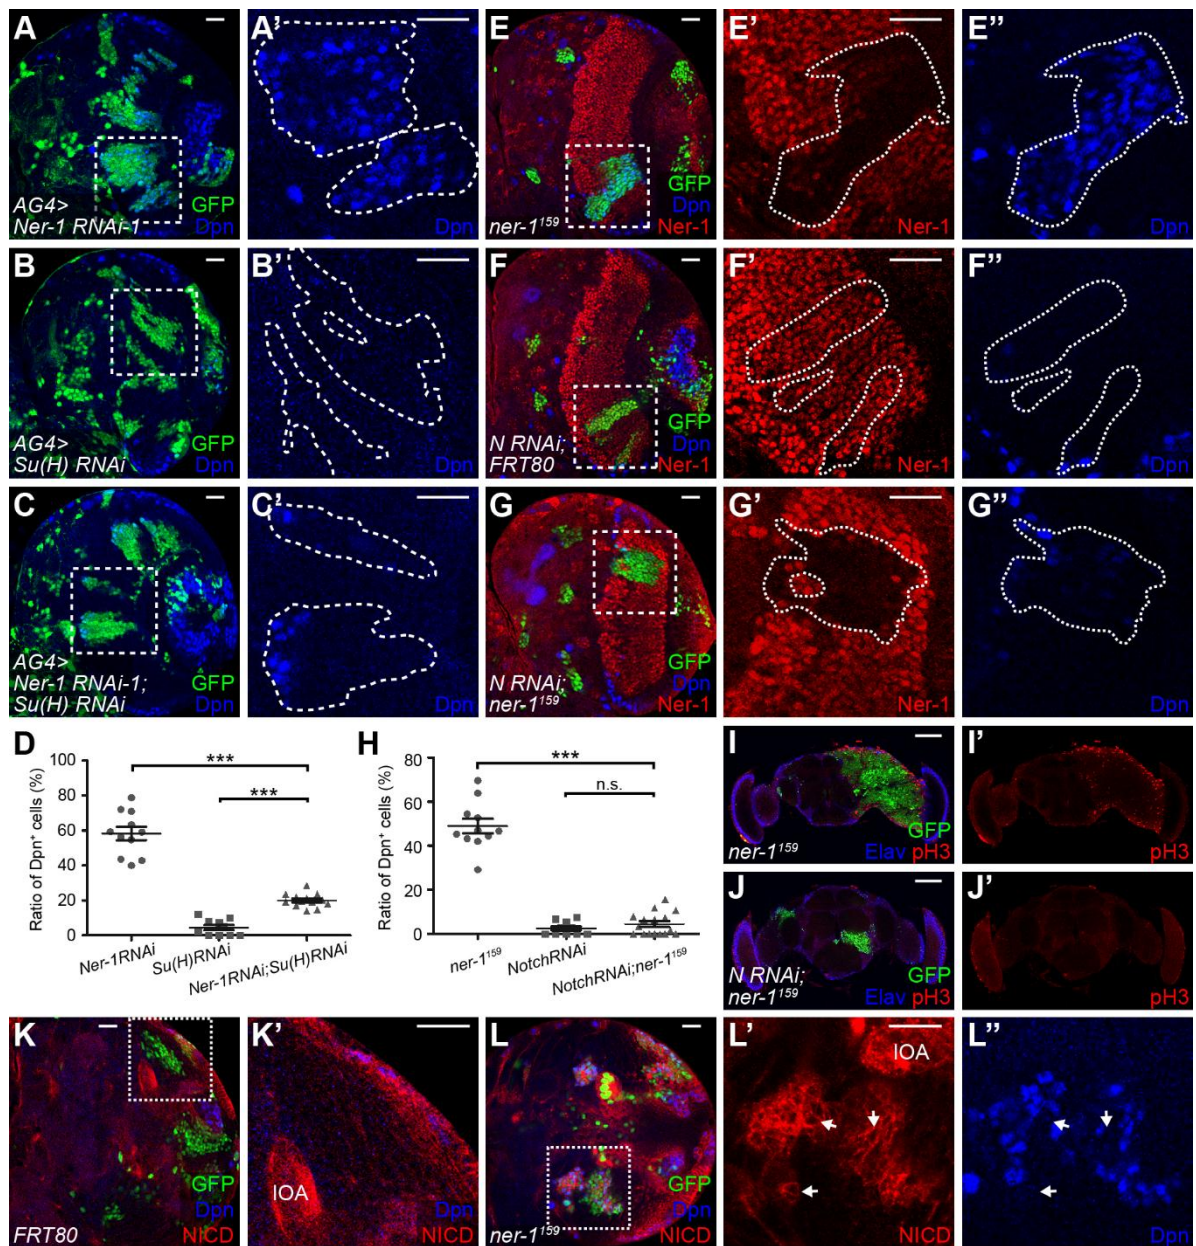 A
AG4>
Ner-1 RNAi-1
GFP
Dpn
A'
Dpn
E
ner-1¹⁵⁹
GFP
Dpn
Ner-1
E'
Ner-1
E''
Dpn
B
AG4>
Su(H) RNAi
GFP
Dpn
B'
Dpn
F
N RNAi;
FRT80
GFP
Dpn
Ner-1
F'
Ner-1
F''
Dpn
C
AG4>
Ner-1 RNAi-1;
Su(H) RNAi
GFP
Dpn
C'
Dpn
G
N RNAi;
ner-1¹⁵⁹
GFP
Dpn
Ner-1
G'
Ner-1
G''
Dpn
D
Ratio of Dpn⁺ cells (%)
100
80
60
40
20
0
***
***
Ner-1RNAi
Su(H)RNAi
Ner-1RNAi;Su(H)RNAi
H
Ratio of Dpn⁺ cells (%)
80
60
40
20
0
***
n.s.
ner-1¹⁵⁹
NotchRNAi
NotchRNAi;ner-1¹⁵⁹
I
ner-1¹⁵⁹
GFP
Elav pH3
I'
pH3
J
N RNAi;
ner-1¹⁵⁹
GFP
Elav pH3
J'
pH3
K
FRT80
GFP
Dpn
NICD
K'
IOA
NICD
L
ner-1¹⁵⁹
GFP
Dpn
NICD
L'
IOA
NICD
L''
Dpn